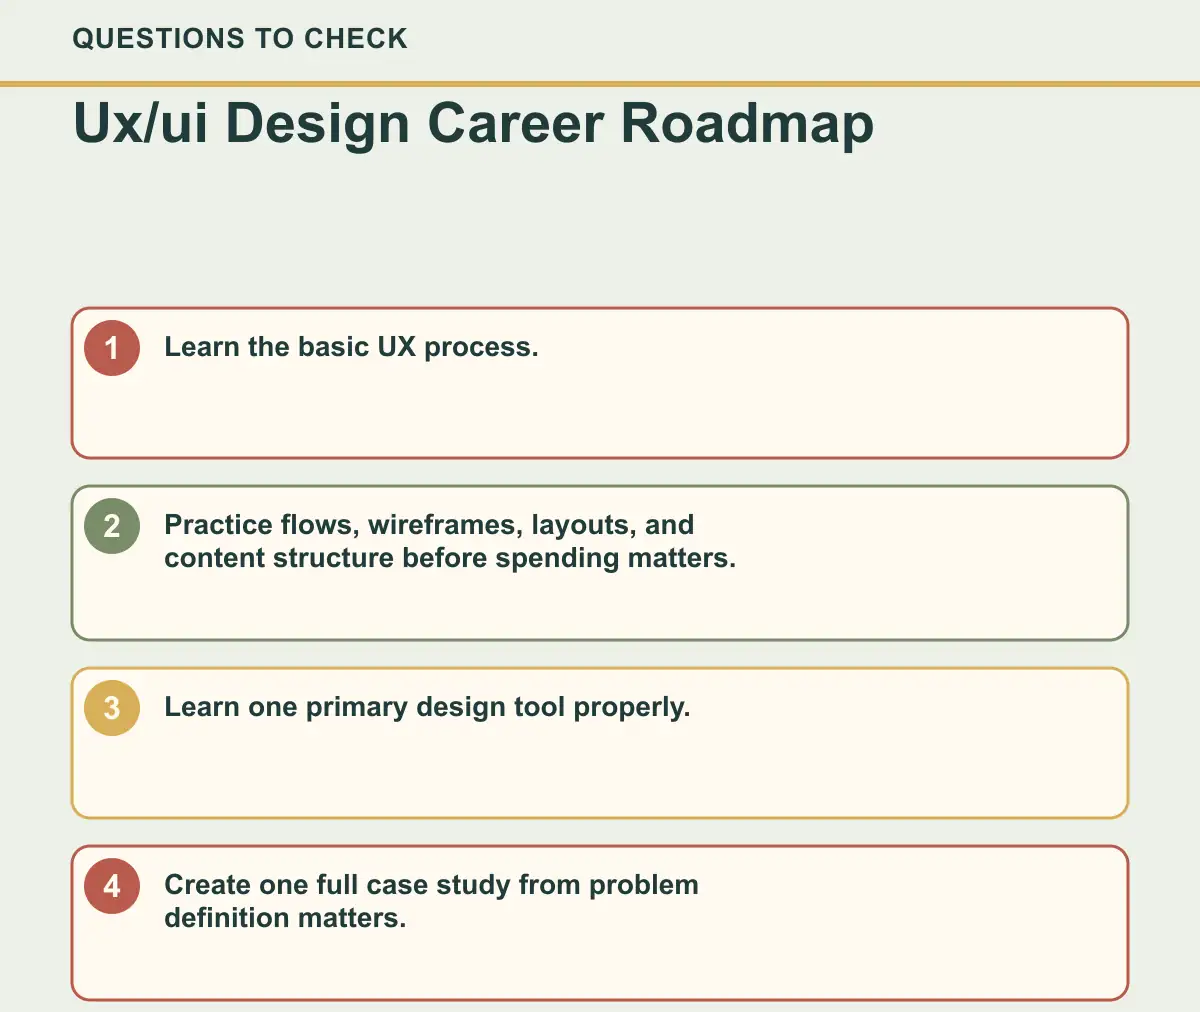 QUESTIONS TO CHECK
Ux/ui Design Career Roadmap
1
Learn the basic UX process.
2
Practice flows, wireframes, layouts, and
content structure before spending matters.
3
Learn one primary design tool properly.
4
Create one full case study from problem
definition matters.